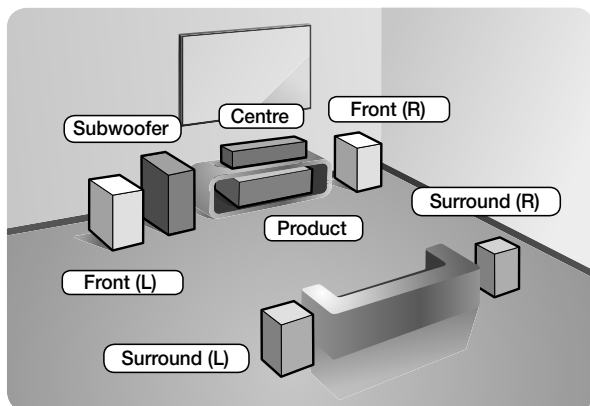 Subwoofer
Centre
Front (R)
Surround (R)
Product
Front (L)
Surround (L)